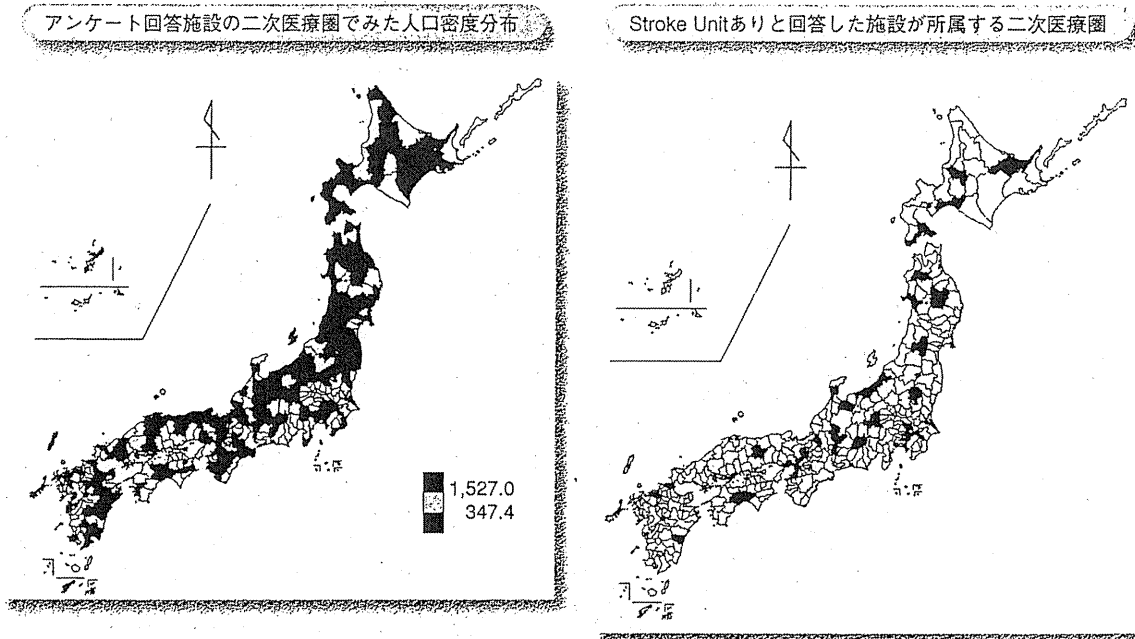 アンケート回答施設の二次医療圏でみた人口密度分布
Stroke Unitありと回答した施設が所属する二次医療圏
1,527.0
347.4